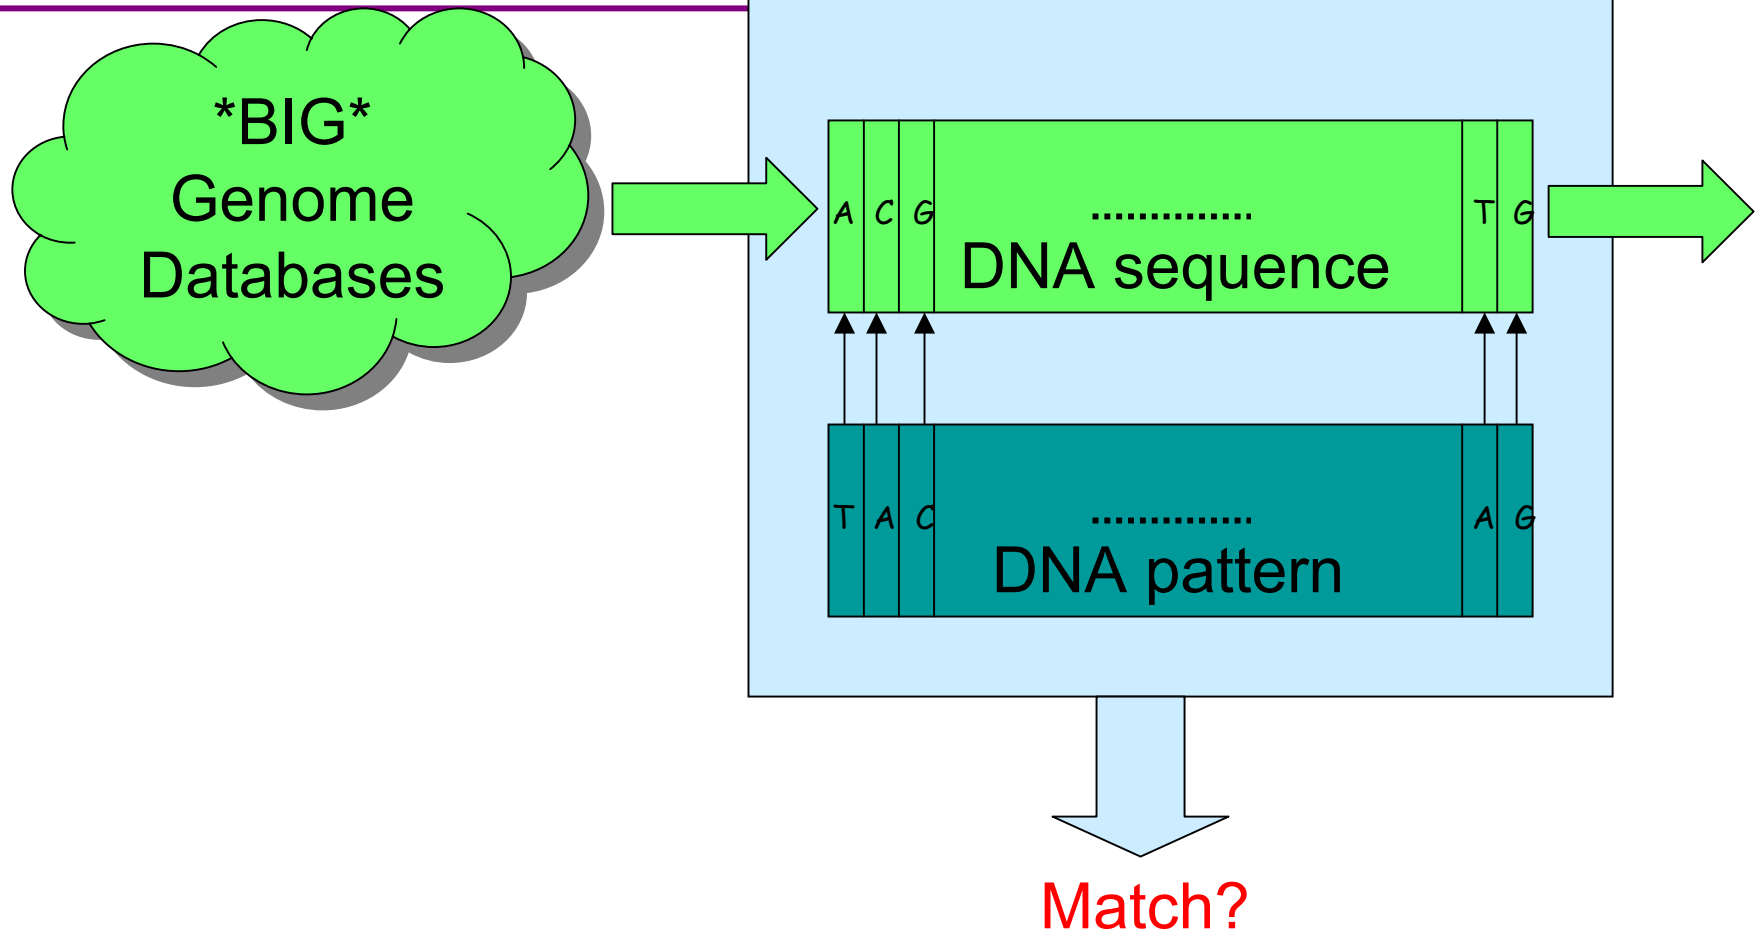 *BIG*
Genome
Databases
A C G .............. T G
DNA sequence
T A C .............. A G
DNA pattern
Match?